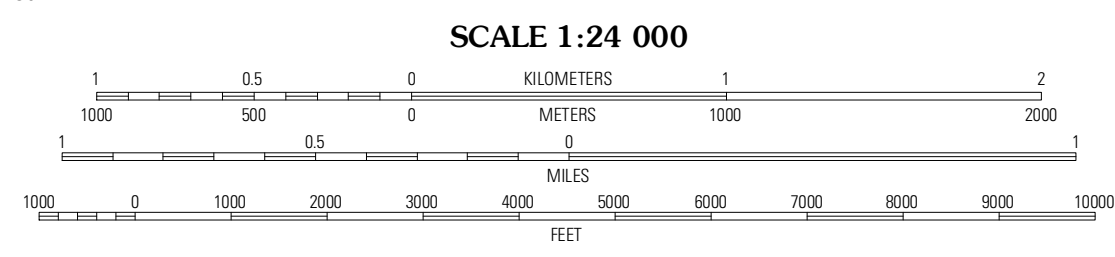 SCALE 1:24 000
1 0.5 0 KILOMETERS 1 2
1000 500 0 METERS 1000 2000
1 0.5 0 1
MILES
1000 0 1000 2000 3000 4000 5000 6000 7000 8000 9000 10000
FEET